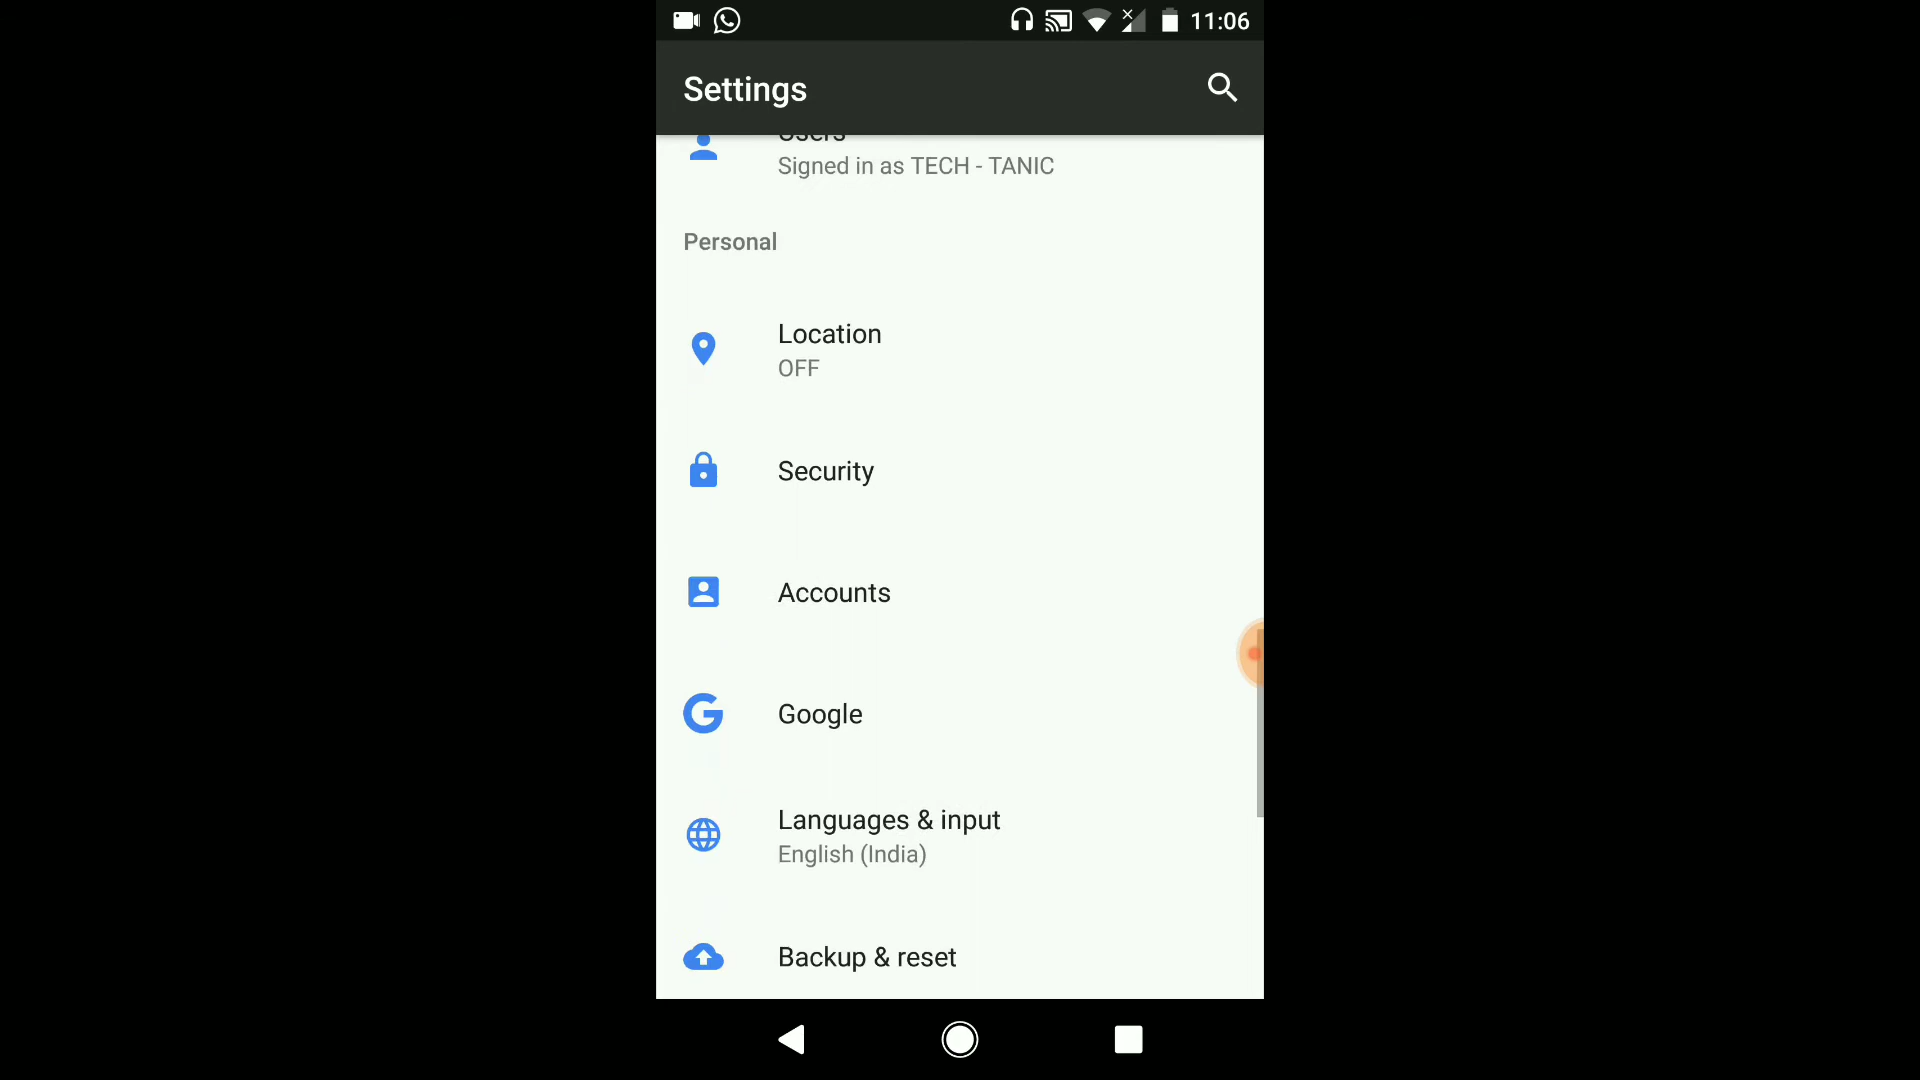 11:06
Settings
Users
Signed in as TECH - TANIC
Personal
Location
OFF
Security
Accounts
Google
Languages & input
English (India)
Backup & reset